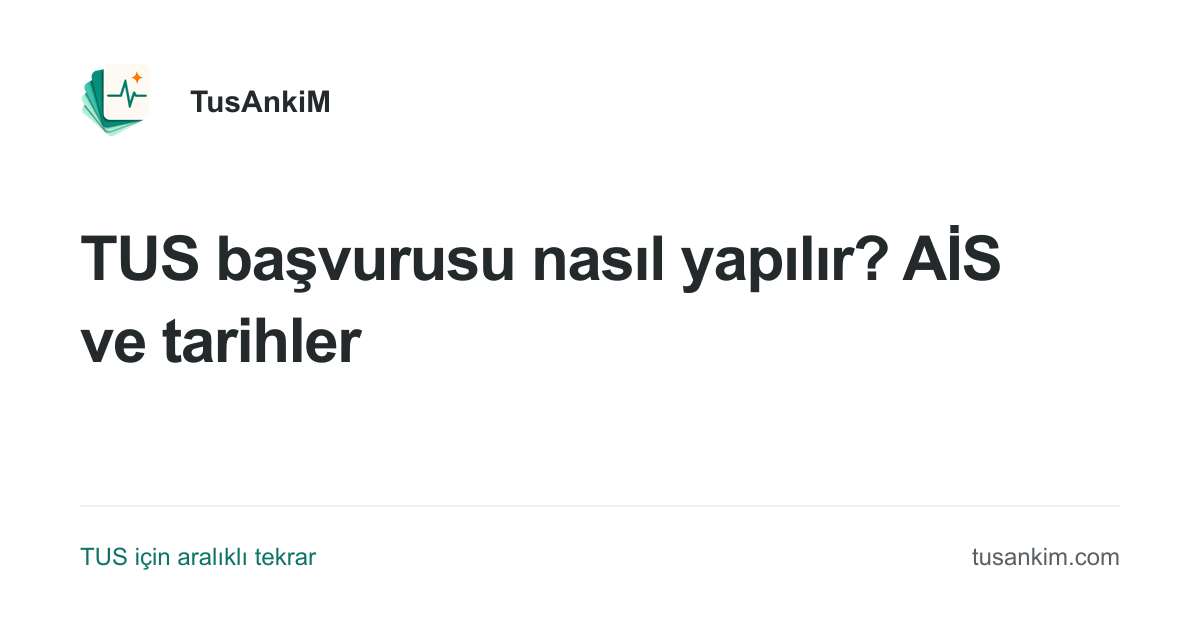 TusAnkiM
TUS başvurusu nasıl yapılır? AİS
ve tarihler
TUS için aralıklı tekrar
tusankim.com